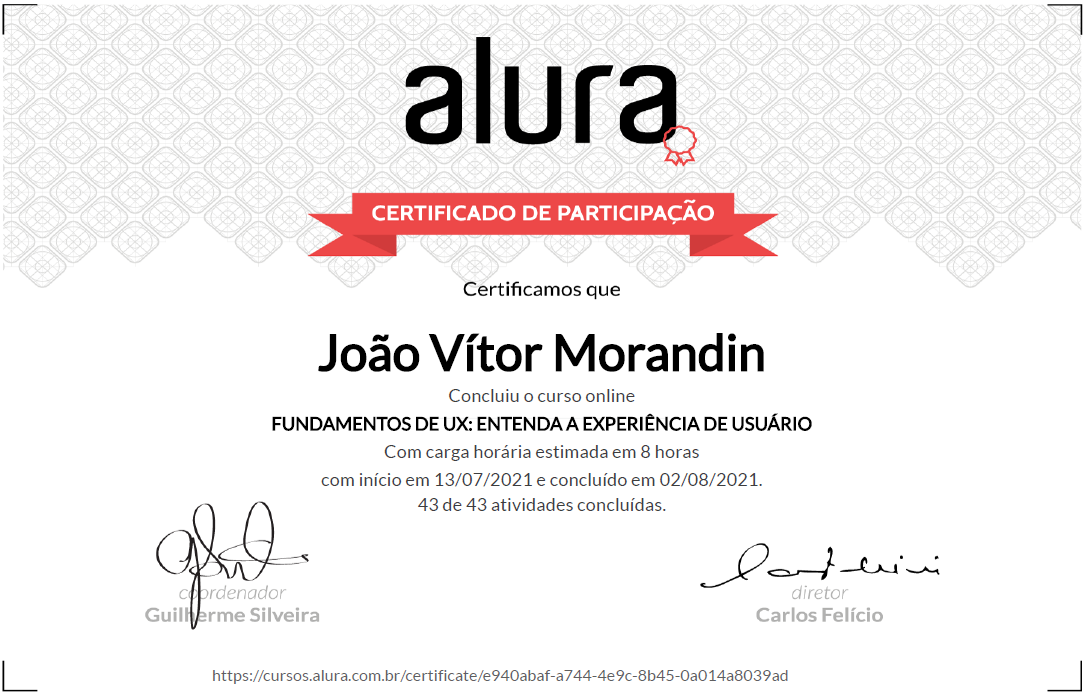 alura
CERTIFICADO DE PARTICIPAÇÃO
Certificamos que
João Vítor Morandin
Concluiu o curso online
FUNDAMENTOS DE UX: ENTENDA A EXPERIÊNCIA DE USUÁRIO
Com carga horária estimada em 8 horas
com início em 13/07/2021 e concluído em 02/08/2021.
43 de 43 atividades concluídas.
coordenador
Guilherme Silveira
diretor
Carlos Felício
https://cursos.alura.com.br/certificate/e940abaf-a744-4e9c-8b45-0a014a8039ad